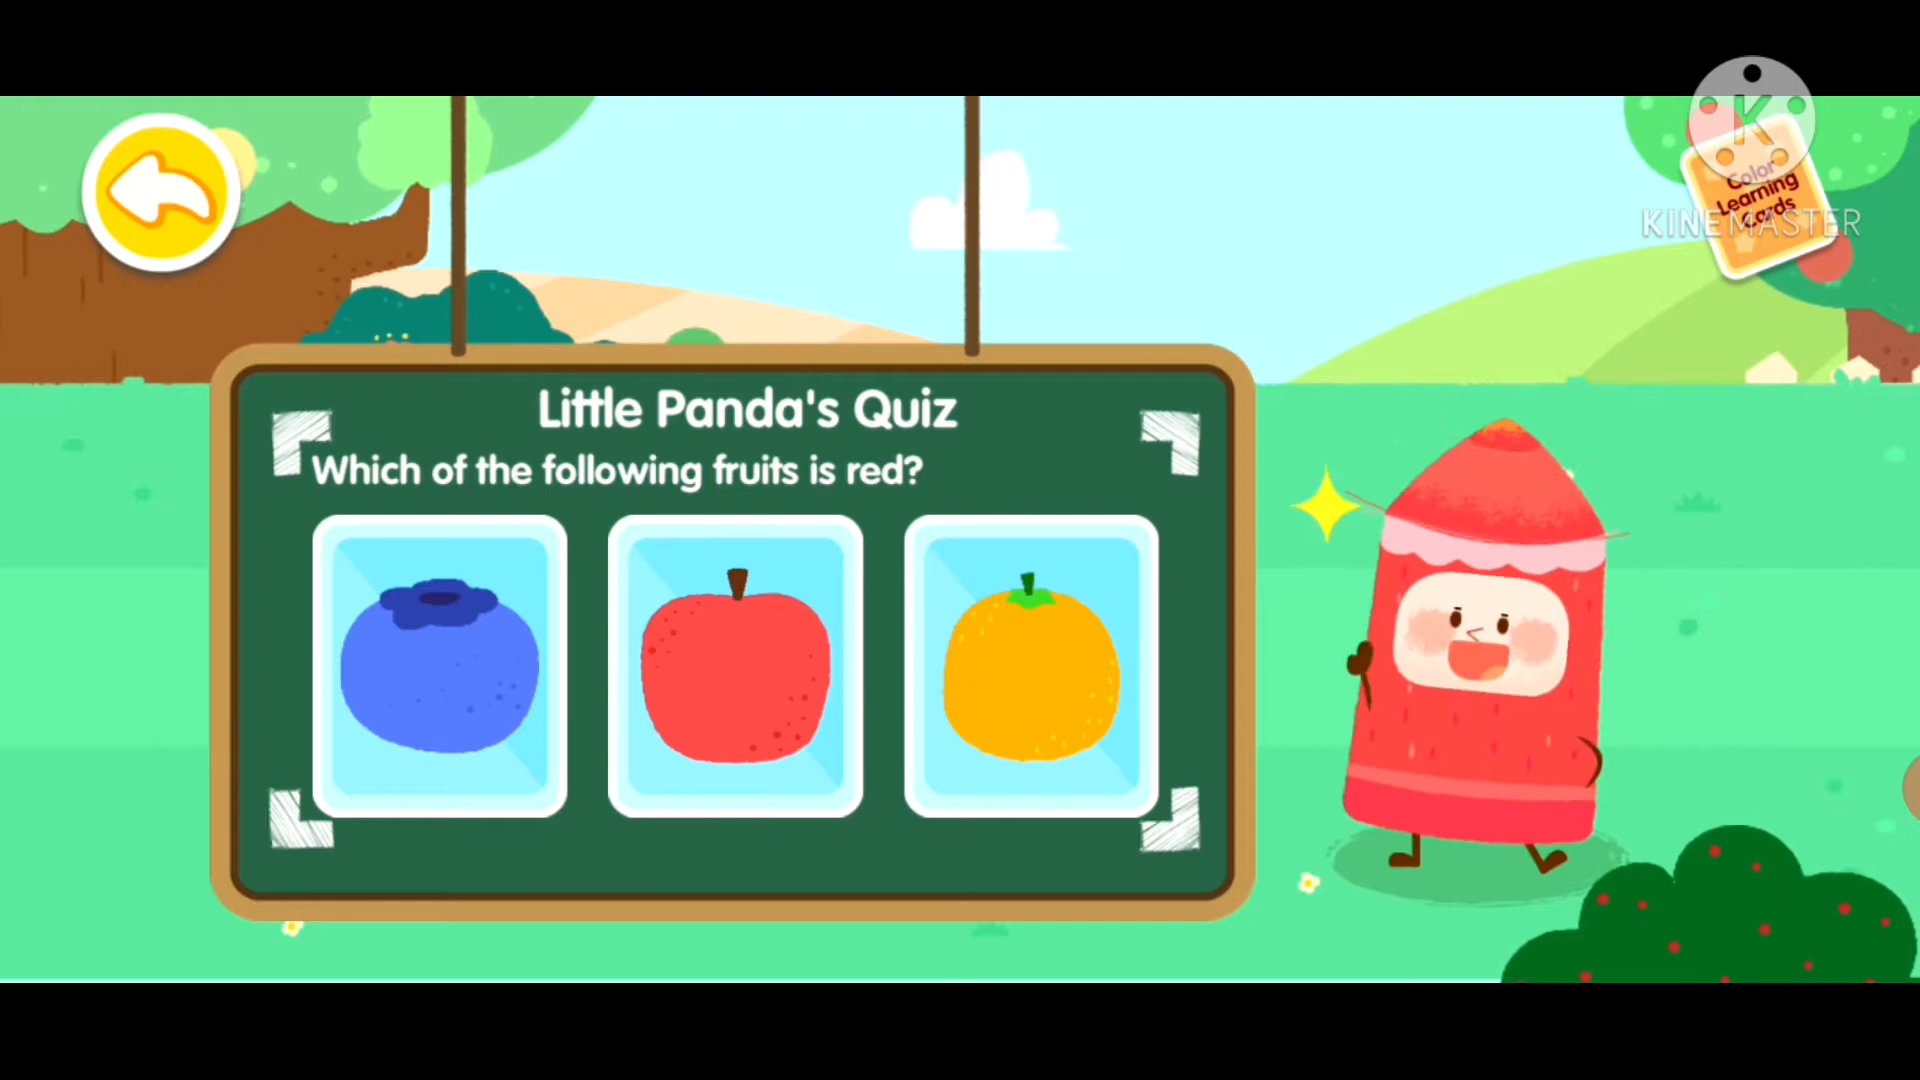 Color
Learning
Cards
KINEMASTER
Little Panda's Quiz
Which of the following fruits is red?